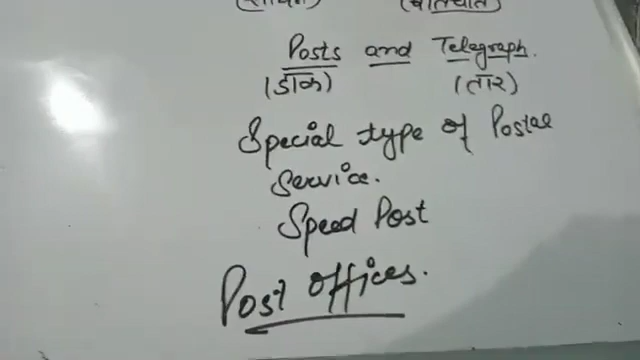 Posts and Telegraph.
(डाक) (तार)
Special type of Postal
Service.
Speed Post
Post Offices.